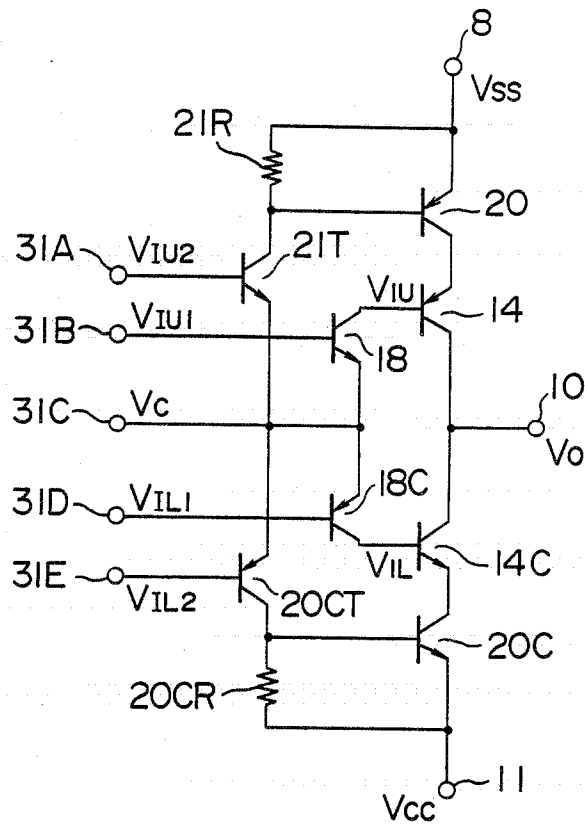 8
VSS
21R
20
31A VIU2 21T
VIU 14
31B VIU1 18
10
31C VC
VO
18C
31D VIL1
VIL 14C
31E VIL2 20CT
20C
20CR
11
VCC